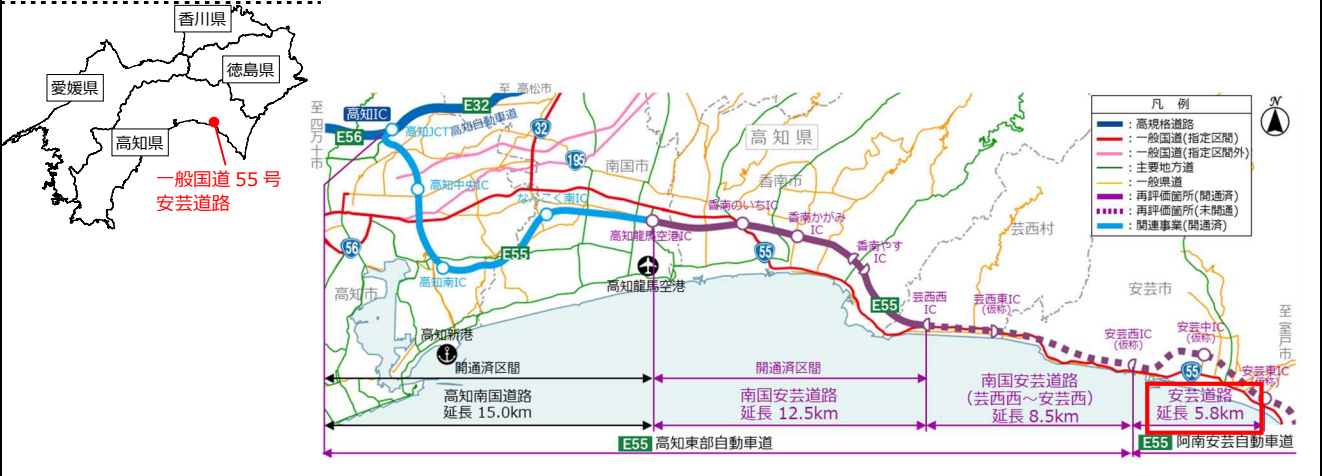 香川県
徳島県
愛媛県
高知県
一般国道 55 号
安芸道路
至 高松市
至四万十市
高知IC
E32
E56
高知JCT
高知自動車道
32
195
高知県
南国市
香南市
芸西村
安芸市
高知市
至室戸市
凡 例
：高規格道路
：一般国道(指定区間)
：一般国道(指定区間外)
：主要地方道
：一般県道
：再評価箇所(開通済)
：再評価箇所(未開通)
：関連事業(開通済)
N
高知中央IC
なんこく南IC
香南のいちIC
香南かがみ
IC
高知龍馬空港IC
香南やす
IC
56
E55
55
高知南IC
高知龍馬空港
E55
芸西西
IC
芸西東IC
(仮称)
安芸西IC
(仮称)
安芸中IC
(仮称)
安芸東IC
(仮称)
55
高知新港
開通済区間
開通済区間
高知南国道路
延長 15.0km
南国安芸道路
延長 12.5km
南国安芸道路
（芸西西～安芸西）
延長 8.5km
安芸道路
延長 5.8km
E55 高知東部自動車道
E55 阿南安芸自動車道